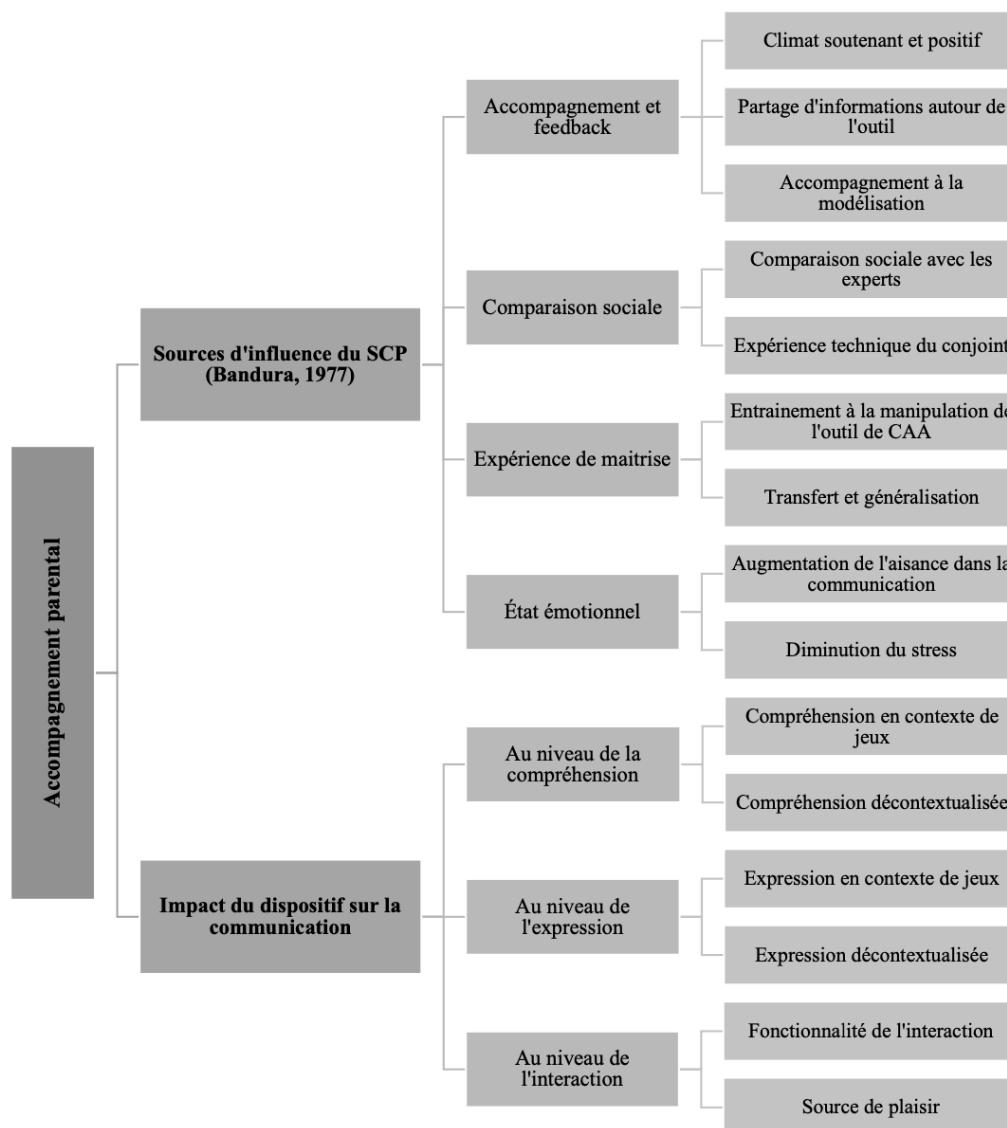 Accompagnement parental
Sources d'influence du SCP
(Bandura, 1977)
Accompagnement et
feedback
Climat soutenant et positif
Partage d'informations autour de
l'outil
Accompagnement à la
modélisation
Comparaison sociale
Comparaison sociale avec les
experts
Expérience technique du conjoint
Expérience de maitrise
Entrainement à la manipulation de
l'outil de CAA
Transfert et généralisation
État émotionnel
Augmentation de l'aisance dans la
communication
Diminution du stress
Impact du dispositif sur la
communication
Au niveau de la
compréhension
Compréhension en contexte de
jeux
Compréhension décontextualisée
Au niveau de
l'expression
Expression en contexte de jeux
Expression décontextualisée
Au niveau de
l'interaction
Fonctionnalité de l'interaction
Source de plaisir